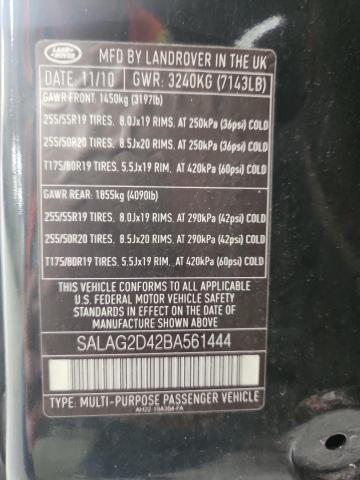 LAND ROVER
MFD BY LANDROVER IN THE UK
DATE: 11/10 GWR: 3240KG (7143LB)
GAWR FRONT: 1450kg (3197lb)
255/55R19 TIRES, 8.0Jx19 RIMS, AT 250kPA (36psi) COLD
255/50R20 TIRES, 8.5Jx20 RIMS, AT 250kPA (36psi) COLD
T175/80R19 TIRES, 5.5Jx19 RIM, AT 420kPA (60psi) COLD
GAWR REAR: 1855kg (4090lb)
255/55R19 TIRES, 8.0Jx19 RIMS, AT 290kPA (42psi) COLD
255/50R20 TIRES, 8.5Jx20 RIMS, AT 290kPA (42psi) COLD
T175/80R19 TIRES, 5.5Jx19 RIM, AT 420kPA (60psi) COLD
THIS VEHICLE CONFORMS TO ALL APPLICABLE
U.S. FEDERAL MOTOR VEHICLE SAFETY STANDARDS
IN EFFECT ON THE DATE OF
MANUFACTURE SHOWN ABOVE
SALAG2D42BA561444
TYPE: MULTI-PURPOSE PASSENGER VEHICLE
AH22-19A354-FA